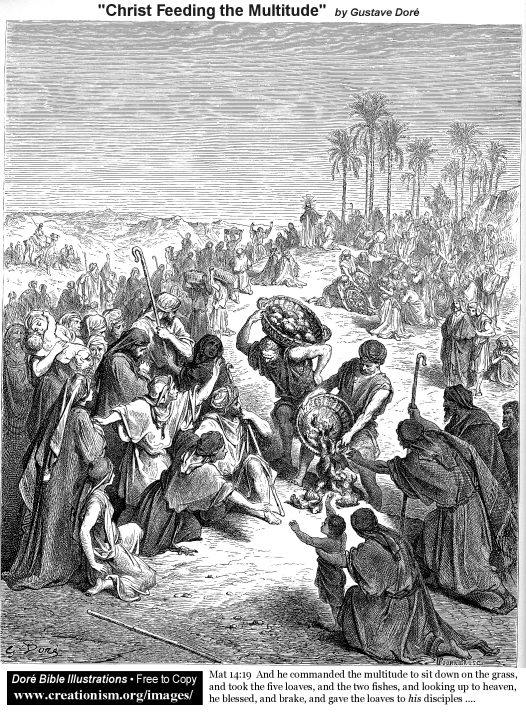 "Christ Feeding the Multitude" by Gustave Doré
G. Doré
Doré Bible Illustrations • Free to Copy
www.creationism.org/images/
Mat 14:19 And he commanded the multitude to sit down on the grass,
and took the five loaves, and the two fishes, and looking up to heaven,
he blessed, and brake, and gave the loaves to his disciples ....